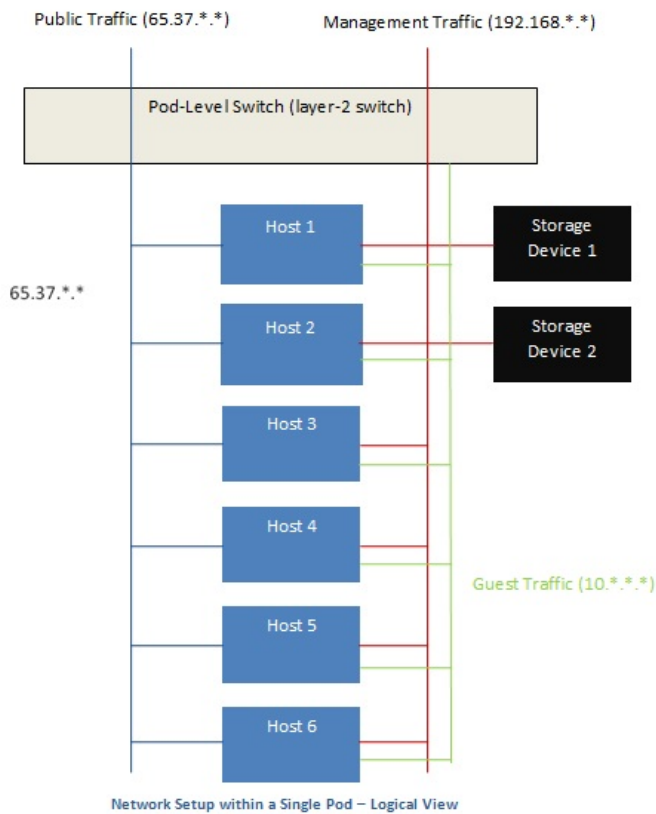 Public Traffic (65.37.*.*)
Management Traffic (192.168.*.*)
Pod-Level Switch (layer-2 switch)
Host 1
Storage
Device 1
65.37.*.*
Host 2
Storage
Device 2
Host 3
Host 4
Guest Traffic (10.*.*.*)
Host 5
Host 6
Network Setup within a Single Pod – Logical View